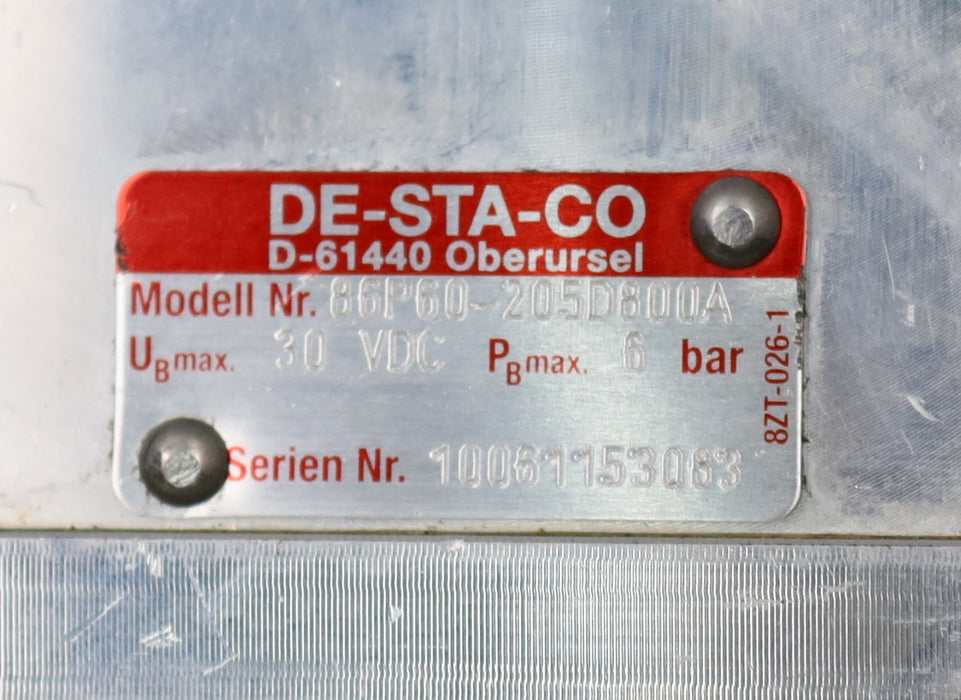 DE-STA-CO
D-61440 Oberursel
Modell Nr. 86P60-205D800A
UBmax. 30 VDC PBmax. 6 bar
8ZT-026-1
Serien Nr. 10061153063